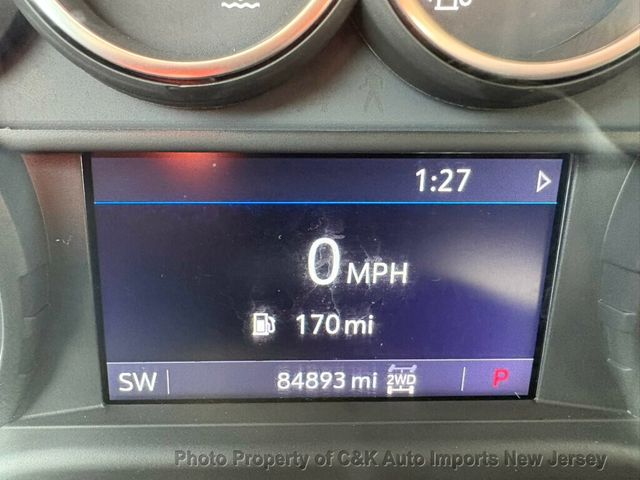 1:27
0 MPH
170 mi
SW 84893 mi 2WD P
Photo Property of C&K Auto Imports New Jersey